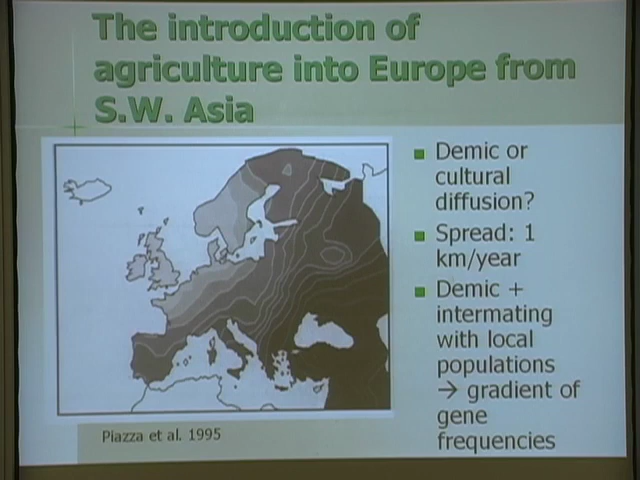 The introduction of
agriculture into Europe from
S.W. Asia
■ Demic or
cultural
diffusion?
■ Spread: 1
km/year
■ Demic +
intermating
with local
populations
→ gradient of
gene
frequencies
Piazza et al. 1995